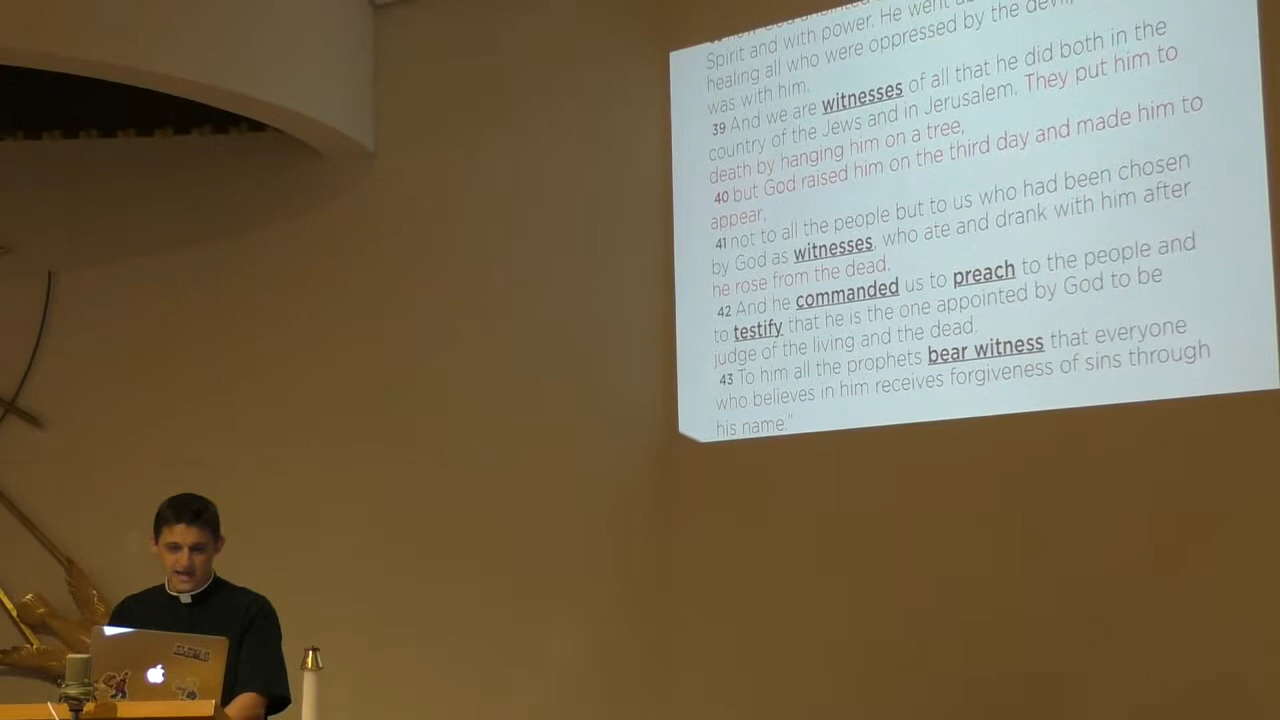 Spirit and with power. He went
healing all who were oppressed by the devil,
was with him.
39 And we are witnesses of all that he did both in the
country of the Jews and in Jerusalem. They put him to
death by hanging him on a tree,
40 but God raised him on the third day and made him to
appear,
41 not to all the people but to us who had been chosen
by God as witnesses, who ate and drank with him after
he rose from the dead.
42 And he commanded us to preach to the people and
to testify that he is the one appointed by God to be
judge of the living and the dead.
43 To him all the prophets bear witness that everyone
who believes in him receives forgiveness of sins through
his name."